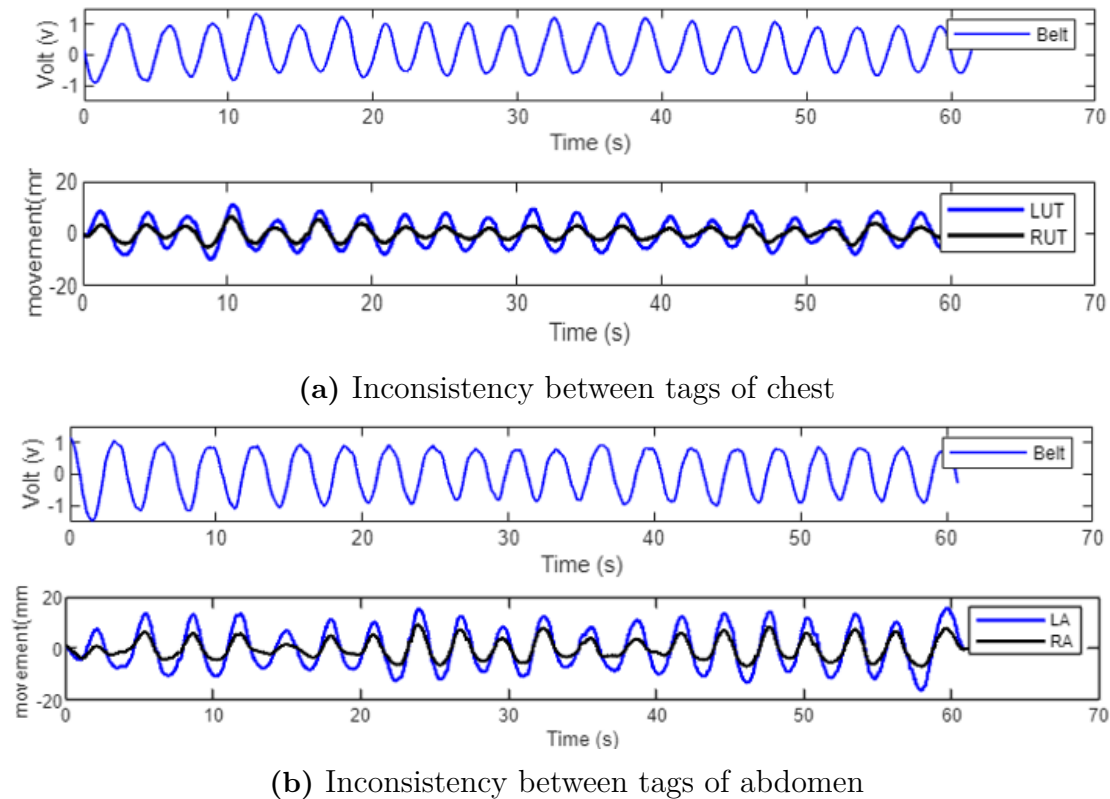 Volt (v)
1
0
-1
Belt
0 10 20 30 40 50 60 70
Time (s)
movement(mr
20
0
-20
LUT
RUT
0 10 20 30 40 50 60 70
Time (s)
(a) Inconsistency between tags of chest
Volt (v)
1
0
-1
Belt
0 10 20 30 40 50 60 70
Time (s)
movement(mm
20
0
-20
LA
RA
0 10 20 30 40 50 60 70
Time (s)
(b) Inconsistency between tags of abdomen